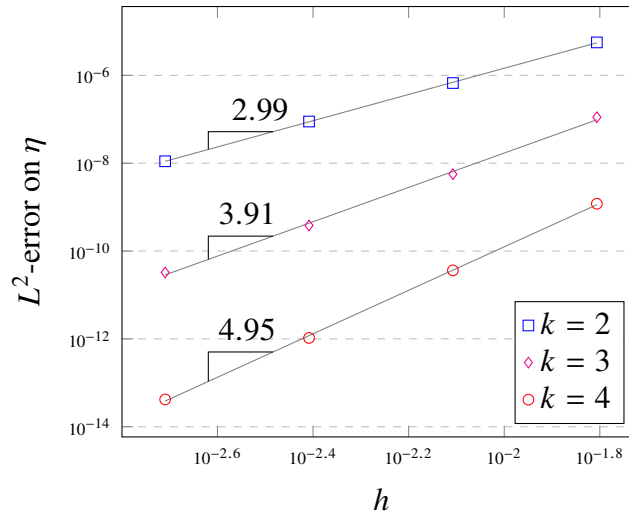 10^{-6}
10^{-8}
10^{-10}
10^{-12}
10^{-14}
L^2-error on η
2.99
3.91
4.95
k = 2
k = 3
k = 4
10^{-2.6}
10^{-2.4}
10^{-2.2}
10^{-2}
10^{-1.8}
h